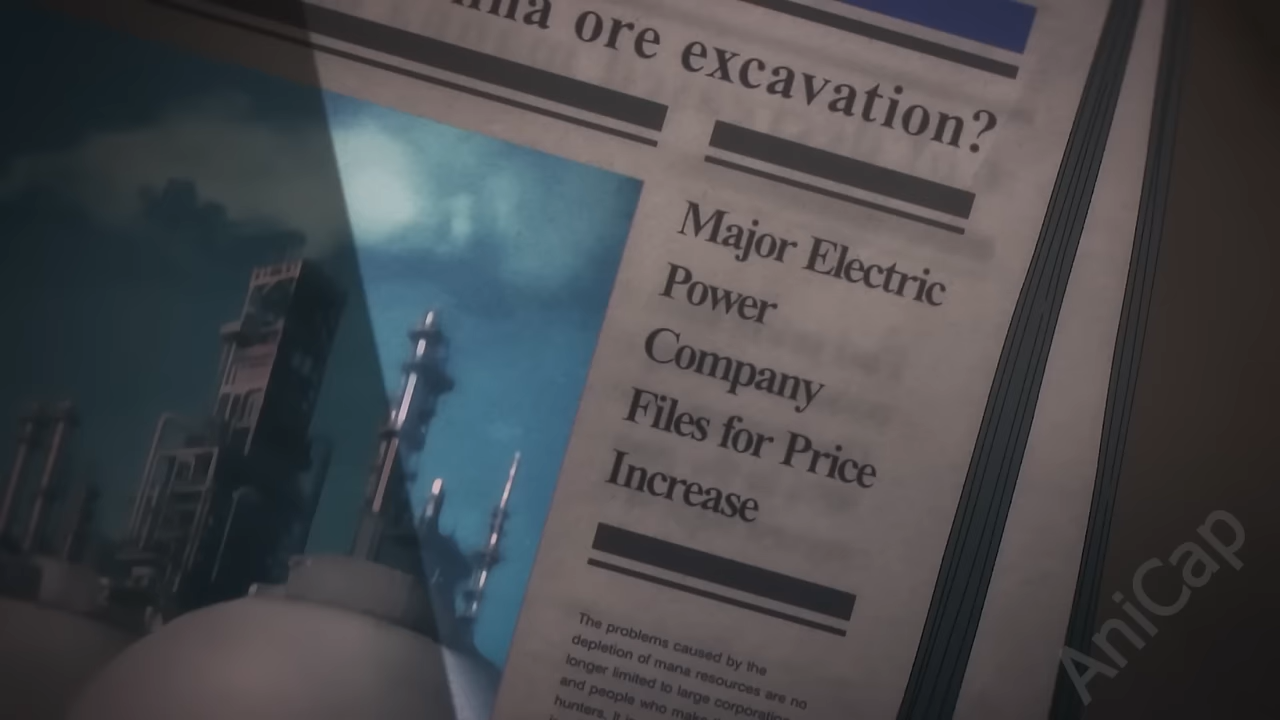 ore excavation?
Major Electric
Power
Company
Files for Price
Increase
The problems caused by the
depletion of mana resources are no
longer limited to large
and people who make
hunters, it
AniCap